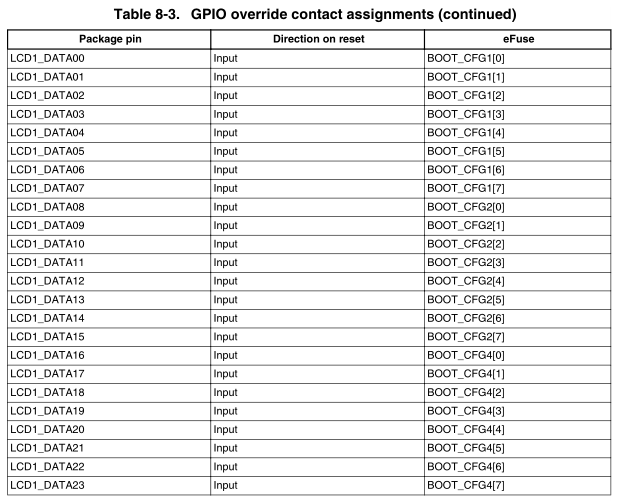 Table 8-3. GPIO override contact assignments (continued)
Package pin Direction on reset eFuse
LCD1_DATA00 Input BOOT_CFG1[0]
LCD1_DATA01 Input BOOT_CFG1[1]
LCD1_DATA02 Input BOOT_CFG1[2]
LCD1_DATA03 Input BOOT_CFG1[3]
LCD1_DATA04 Input BOOT_CFG1[4]
LCD1_DATA05 Input BOOT_CFG1[5]
LCD1_DATA06 Input BOOT_CFG1[6]
LCD1_DATA07 Input BOOT_CFG1[7]
LCD1_DATA08 Input BOOT_CFG2[0]
LCD1_DATA09 Input BOOT_CFG2[1]
LCD1_DATA10 Input BOOT_CFG2[2]
LCD1_DATA11 Input BOOT_CFG2[3]
LCD1_DATA12 Input BOOT_CFG2[4]
LCD1_DATA13 Input BOOT_CFG2[5]
LCD1_DATA14 Input BOOT_CFG2[6]
LCD1_DATA15 Input BOOT_CFG2[7]
LCD1_DATA16 Input BOOT_CFG4[0]
LCD1_DATA17 Input BOOT_CFG4[1]
LCD1_DATA18 Input BOOT_CFG4[2]
LCD1_DATA19 Input BOOT_CFG4[3]
LCD1_DATA20 Input BOOT_CFG4[4]
LCD1_DATA21 Input BOOT_CFG4[5]
LCD1_DATA22 Input BOOT_CFG4[6]
LCD1_DATA23 Input BOOT_CFG4[7]